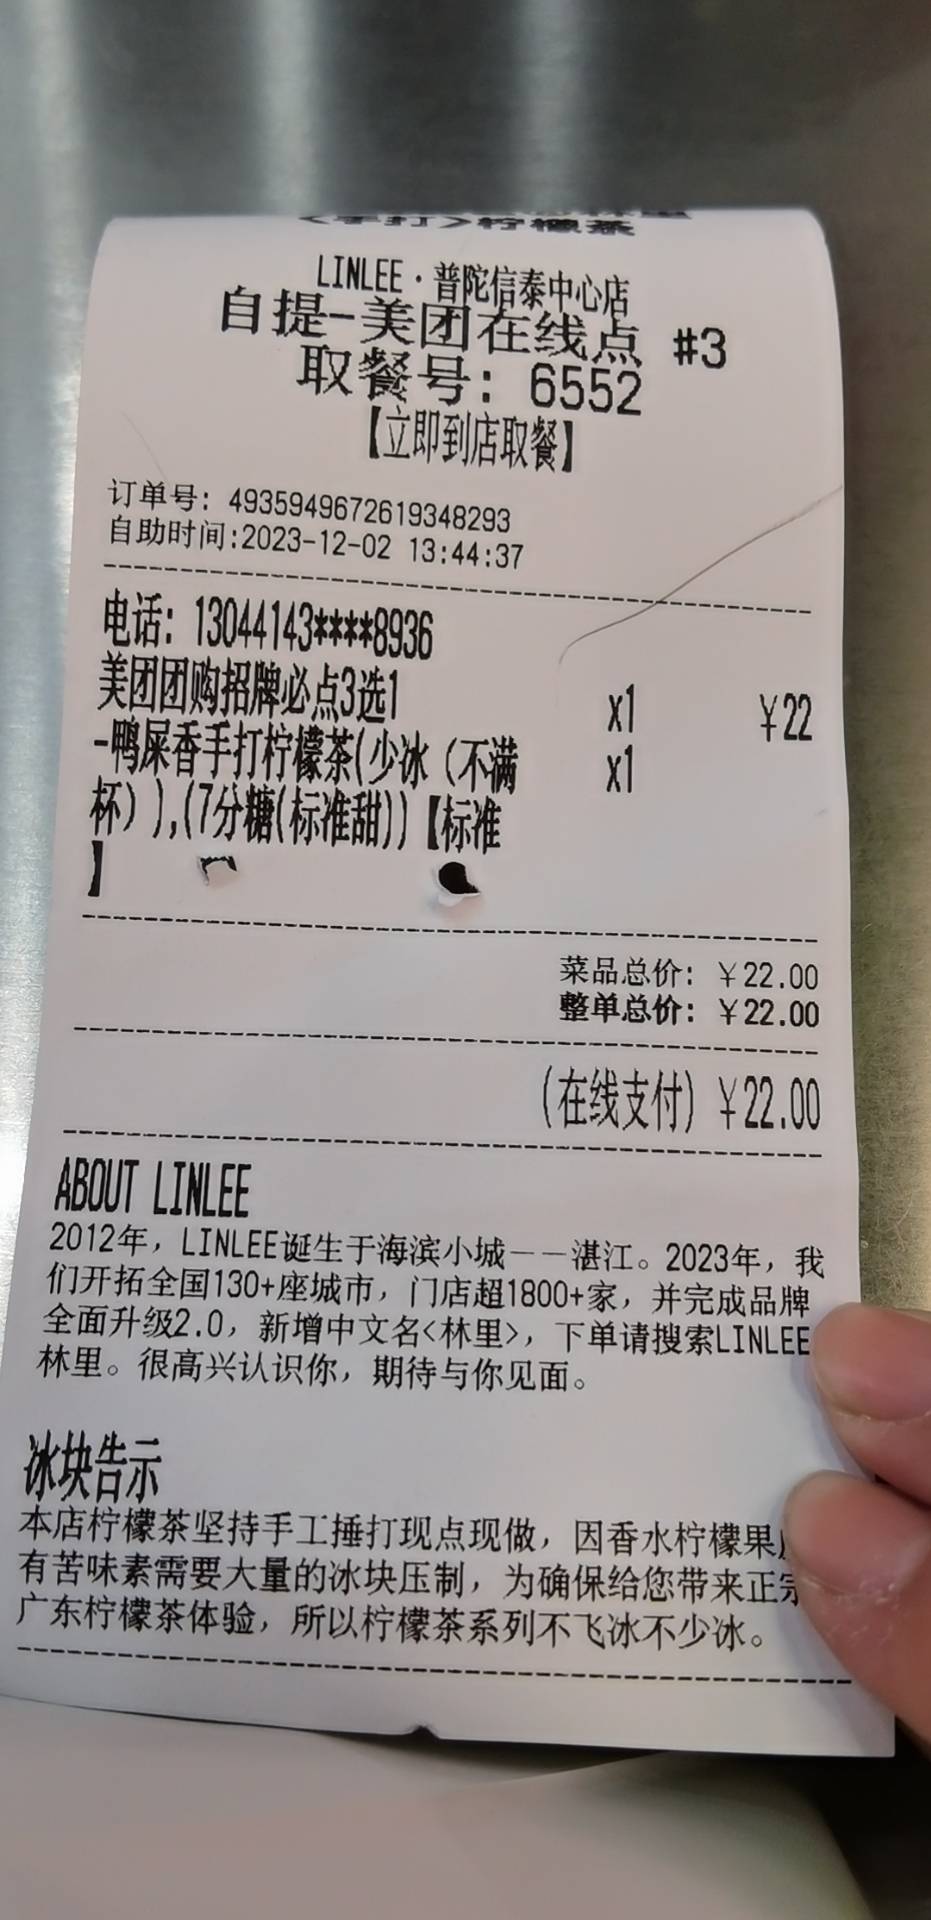 <手打>柠檬茶
LINLEE·普陀信泰中心店
自提-美团在线点 #3
取餐号: 6552
【立即到店取餐】
订单号: 4935949672619348293
自助时间:2023-12-02 13:44:37
电话: 13044143****8936
美团团购招牌必点3选1 x1 ¥22
-鸭屎香手打柠檬茶(少冰（不满 x1
杯）),(7分糖(标准甜))【标准
】
菜品总价: ¥22.00
整单总价: ¥22.00
(在线支付) ¥22.00
ABOUT LINLEE
2012年，LINLEE诞生于海滨小城——湛江。2023年，我
们开拓全国130+座城市，门店超1800+家，并完成品牌
全面升级2.0，新增中文名<林里>，下单请搜索LINLEE
林里。很高兴认识你，期待与你见面。
冰块告示
本店柠檬茶坚持手工捶打现点现做，因香水柠檬果
有苦味素需要大量的冰块压制，为确保给您带来正宗
广东柠檬茶体验，所以柠檬茶系列不飞冰不少冰。